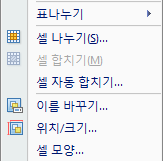 표나누기
셀 나누기(S)...
셀 합치기(M)
셀 자동 합치기...
이름 바꾸기...
위치/크기...
셀 모양...